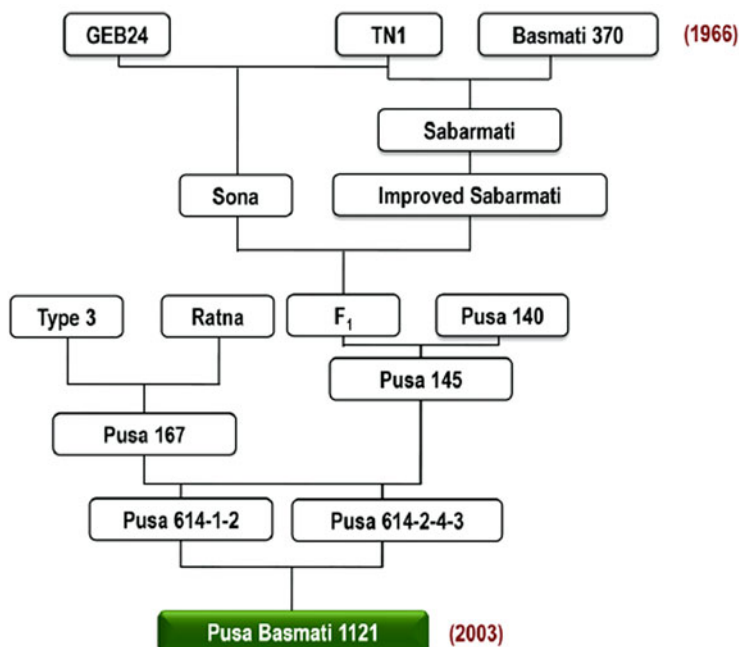 GEB24 TN1 Basmati 370 (1966)
Sabarmati
Sona Improved Sabarmati
Type 3 Ratna F₁ Pusa 140
Pusa 145
Pusa 167
Pusa 614-1-2 Pusa 614-2-4-3
Pusa Basmati 1121 (2003)